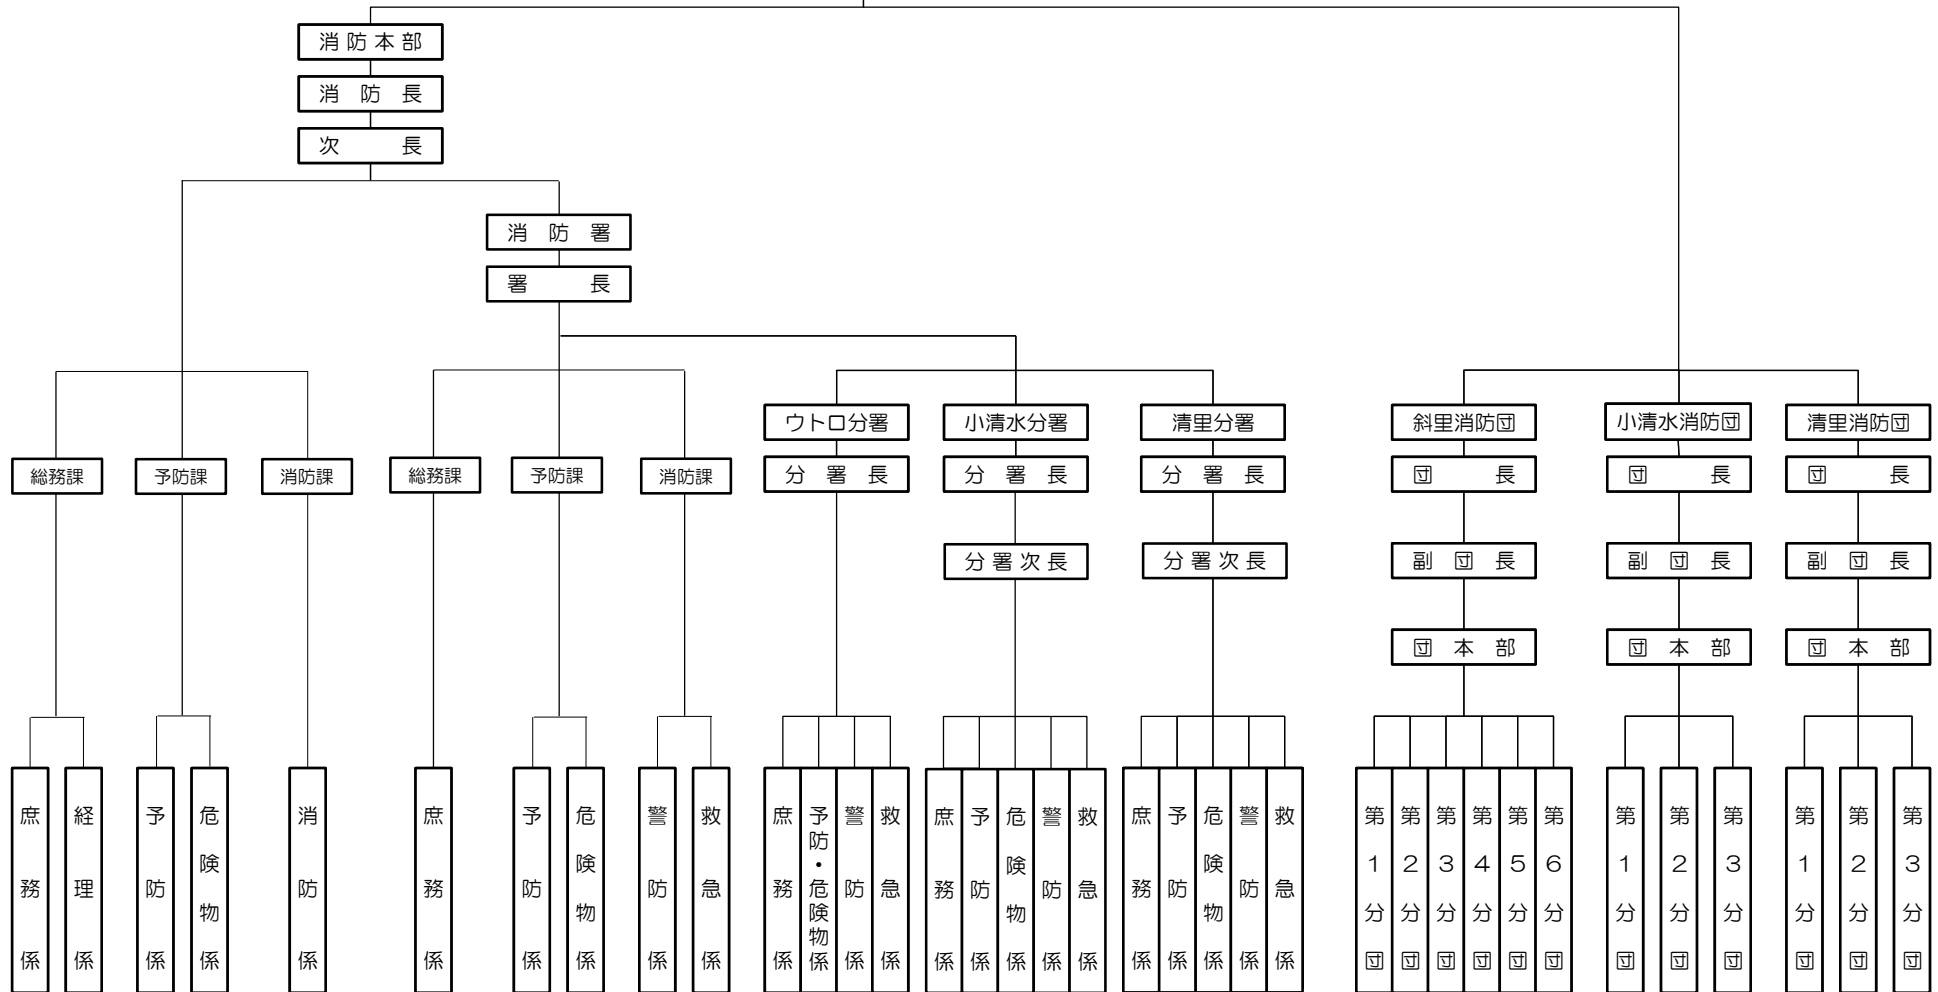 消防本部
消防長
次長
消防署
署長
ウトロ分署
小清水分署
清里分署
斜里消防団
小清水消防団
清里消防団
総務課
予防課
消防課
総務課
予防課
消防課
分署長
分署長
分署長
団長
団長
団長
分署次長
分署次長
副団長
副団長
副団長
団本部
団本部
団本部
庶務係
経理係
予防係
危険物係
消防係
庶務係
予防係
危険物係
警防係
救急係
庶務係
予防・危険物係
警防係
救急係
庶務係
予防係
危険物係
警防係
救急係
庶務係
予防係
危険物係
警防係
救急係
第1分団
第2分団
第3分団
第4分団
第5分団
第6分団
第1分団
第2分団
第3分団
第1分団
第2分団
第3分団